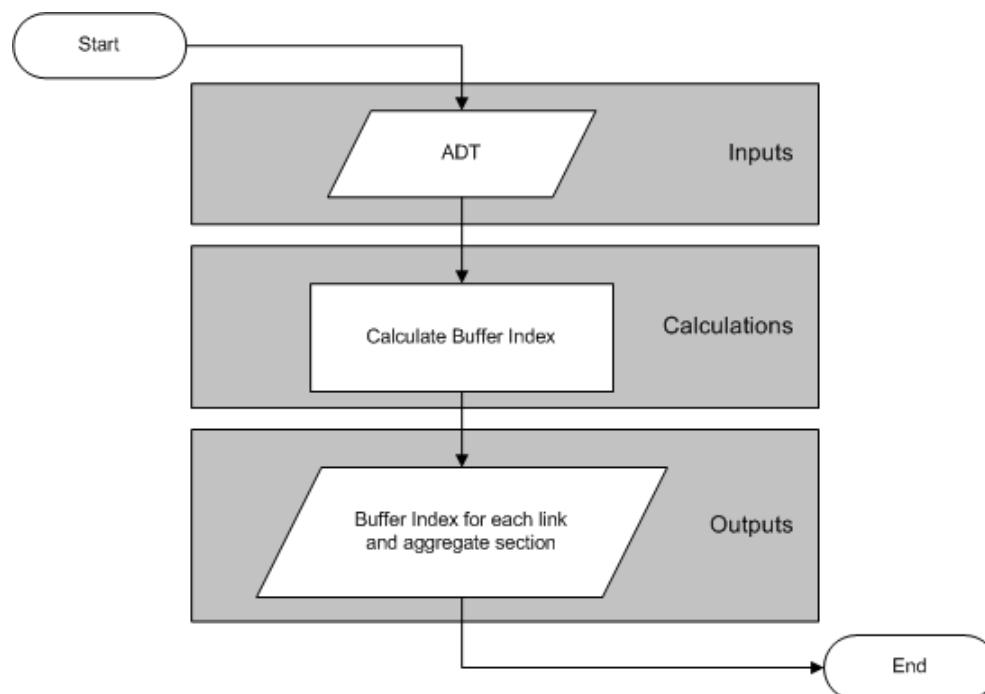 Start
ADT
Inputs
Calculate Buffer Index
Calculations
Buffer Index for each link
and aggregate section
Outputs
End